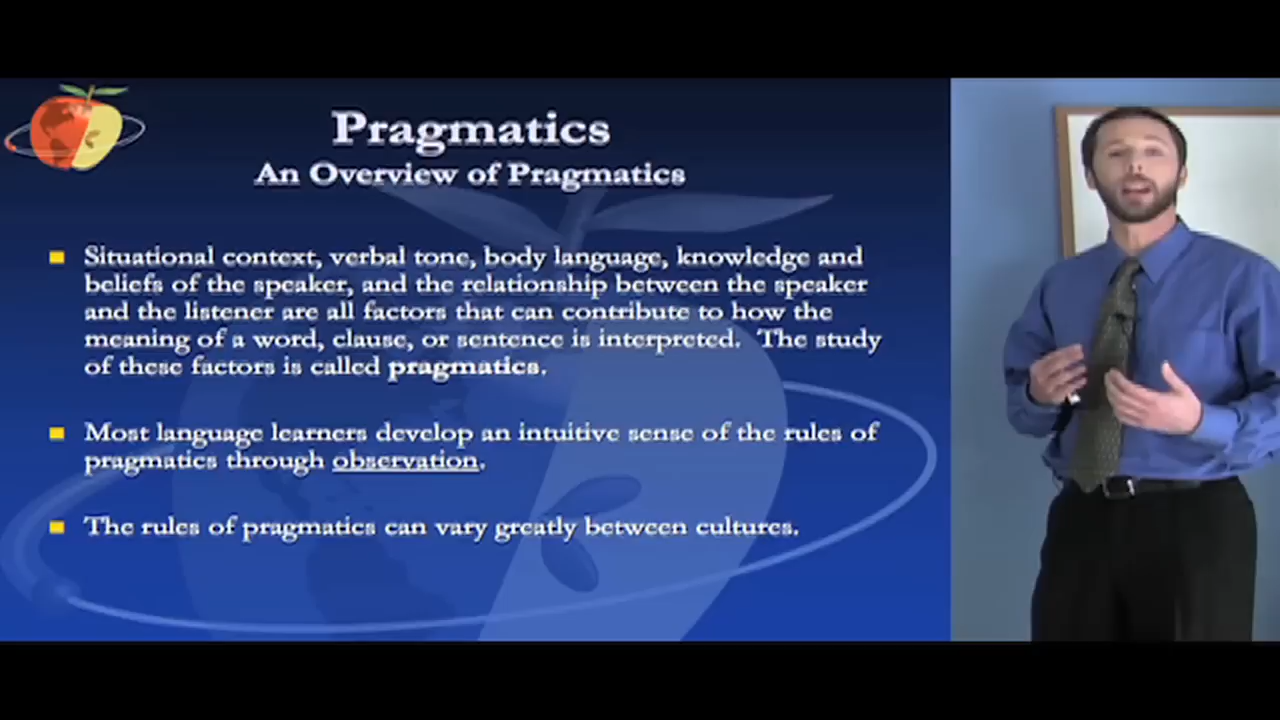 Pragmatics
An Overview of Pragmatics
Situational context, verbal tone, body language, knowledge and
beliefs of the speaker, and the relationship between the speaker
and the listener are all factors that can contribute to how the
meaning of a word, clause, or sentence is interpreted. The study
of these factors is called pragmatics.
Most language learners develop an intuitive sense of the rules of
pragmatics through observation.
The rules of pragmatics can vary greatly between cultures.